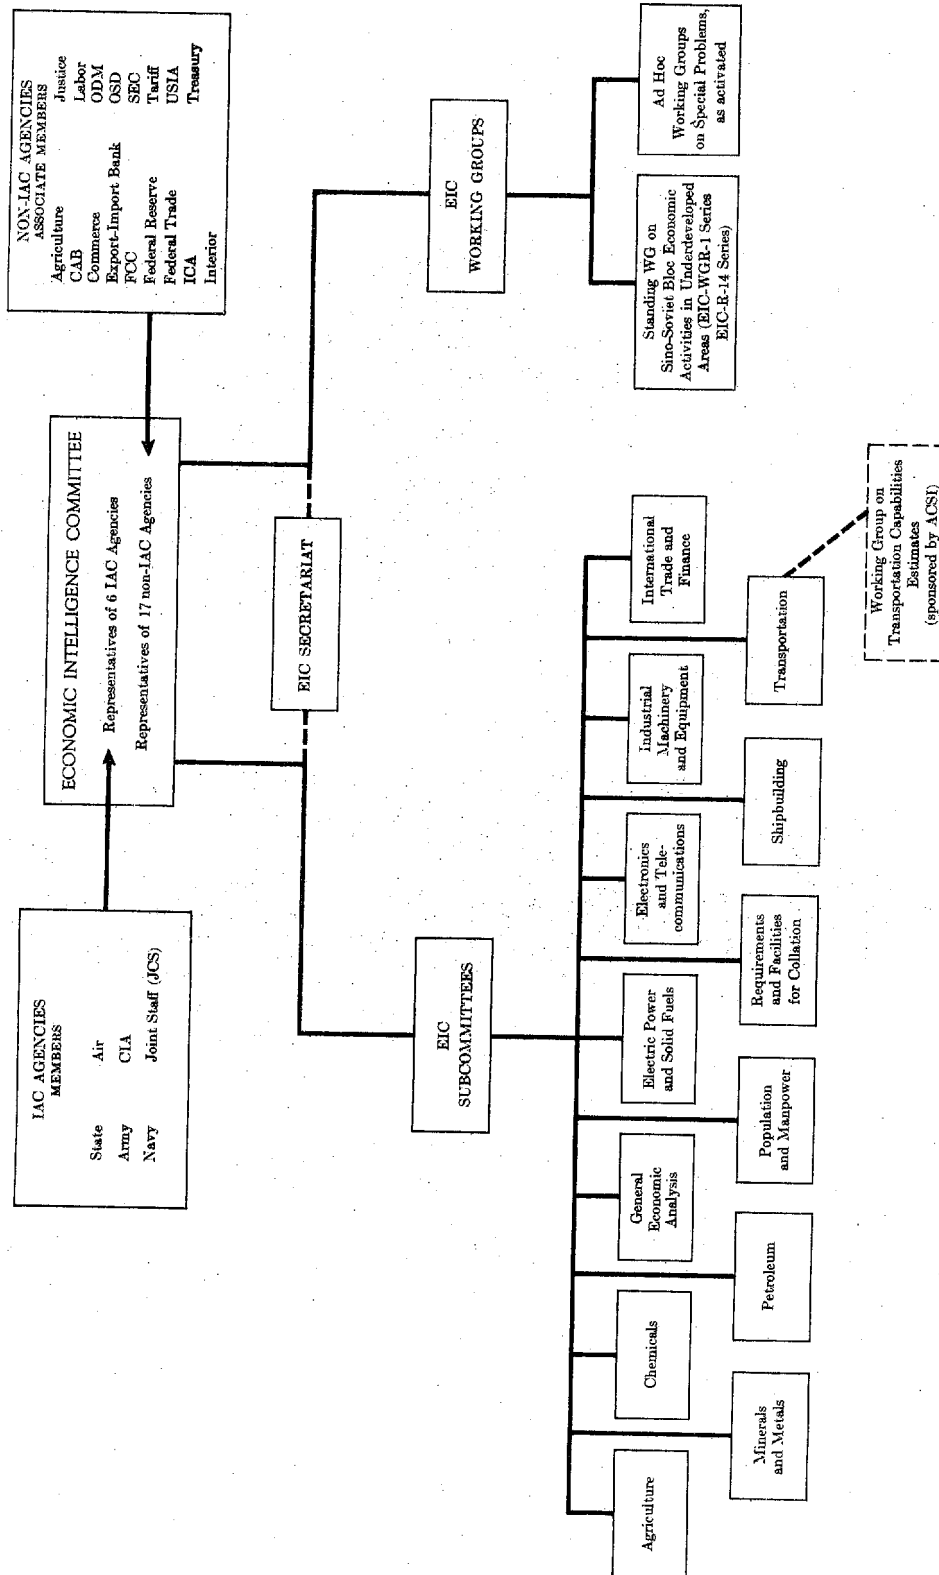 IAC AGENCIES
MEMBERS
State Air
Army CIA
Navy Joint Staff (JCS)
ECONOMIC INTELLIGENCE COMMITTEE
Representatives of 6 IAC Agencies
Representatives of 17 non-IAC Agencies
NON-IAC AGENCIES
ASSOCIATE MEMBERS
Agriculture Justice
CAB Labor
Commerce ODM
Export-Import Bank OSD
FCC SEC
Federal Reserve Tariff
Federal Trade USIA
ICA Treasury
Interior
EIC SECRETARIAT
EIC
SUBCOMMITTEES
EIC
WORKING GROUPS
Agriculture
Chemicals
General
Economic
Analysis
Electric Power
and Solid Fuels
Electronics
and Tele-
communications
Industrial
Machinery
and Equipment
International
Trade and
Finance
Standing WG on
Sino-Soviet Bloc Economic
Activities in Underdeveloped
Areas (EIC-WGR-1 Series
EIC-R-14 Series)
Ad Hoc
Working Groups
on Special Problems,
as activated
Minerals
and Metals
Petroleum
Population
and Manpower
Requirements
and Facilities
for Collation
Shipbuilding
Transportation
Working Group on
Transportation Capabilities
Estimates
(sponsored by ACSI)